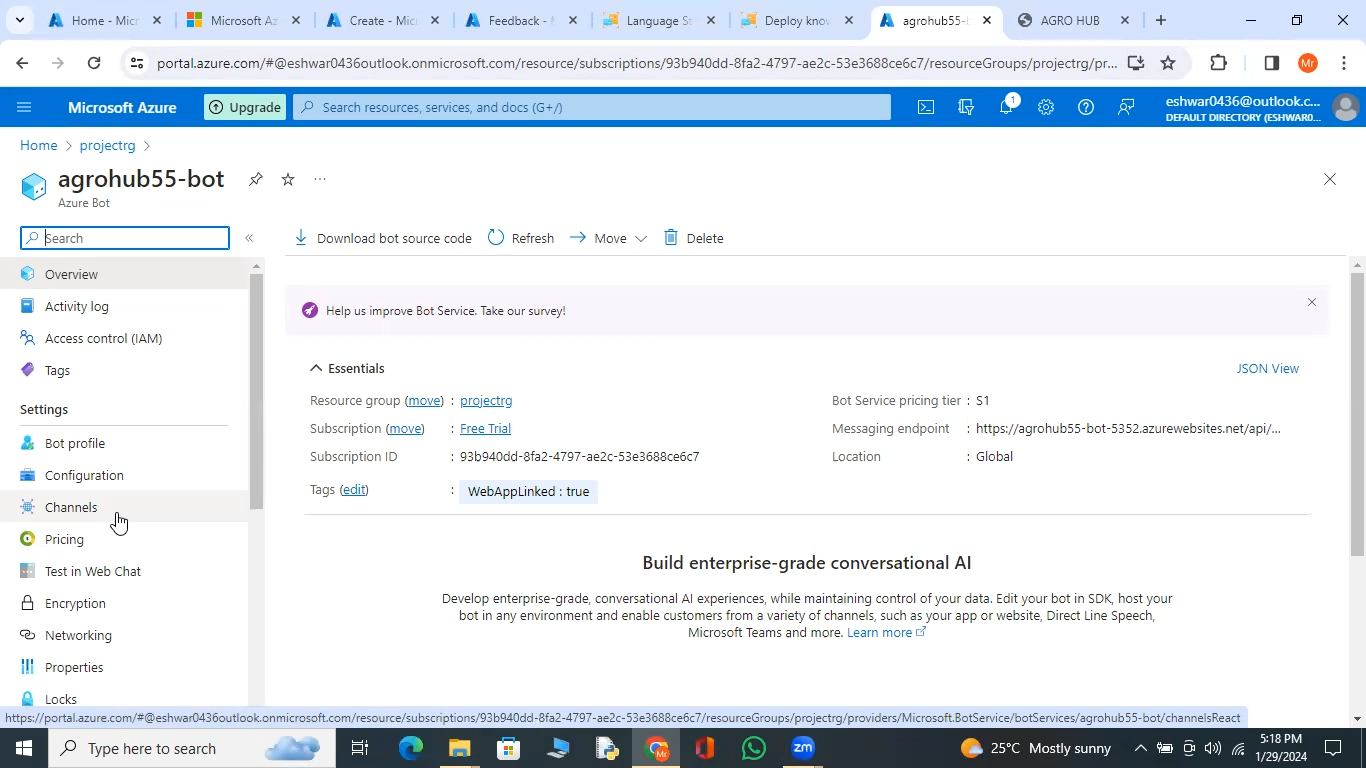 Home - Mic
Microsoft Az
Create - Mic
Feedback - 
Language St
Deploy know
agrohub55-
AGRO HUB
portal.azure.com/#@eshwar0436outlook.onmicrosoft.com/resource/subscriptions/93b940dd-8fa2-4797-ae2c-53e3688ce6c7/resourceGroups/projectrg/pr...
Mr
Microsoft Azure
Upgrade
Search resources, services, and docs (G+/)
1
eshwar0436@outlook.c...
DEFAULT DIRECTORY (ESHWAR0...
Home > projectrg >
agrohub55-bot
...
Azure Bot
Search
«
Download bot source code
Refresh
Move
Delete
Overview
Activity log
Access control (IAM)
Tags
Settings
Bot profile
Configuration
Channels
Pricing
Test in Web Chat
Encryption
Networking
Properties
Locks
Help us improve Bot Service. Take our survey!
Essentials
JSON View
Resource group (move) : projectrg
Subscription (move) : Free Trial
Subscription ID : 93b940dd-8fa2-4797-ae2c-53e3688ce6c7
Tags (edit) : WebAppLinked : true
Bot Service pricing tier : S1
Messaging endpoint : https://agrohub55-bot-5352.azurewebsites.net/api/...
Location : Global
Build enterprise-grade conversational AI
Develop enterprise-grade, conversational AI experiences, while maintaining control of your data. Edit your bot in SDK, host your
bot in any environment and enable customers from a variety of channels, such as your app or website, Direct Line Speech,
Microsoft Teams and more. Learn more
https://portal.azure.com/#@eshwar0436outlook.onmicrosoft.com/resource/subscriptions/93b940dd-8fa2-4797-ae2c-53e3688ce6c7/resourceGroups/projectrg/providers/Microsoft.BotService/botServices/agrohub55-bot/channelsReact
Type here to search
Mr
zm
25°C Mostly sunny
5:18 PM
1/29/2024